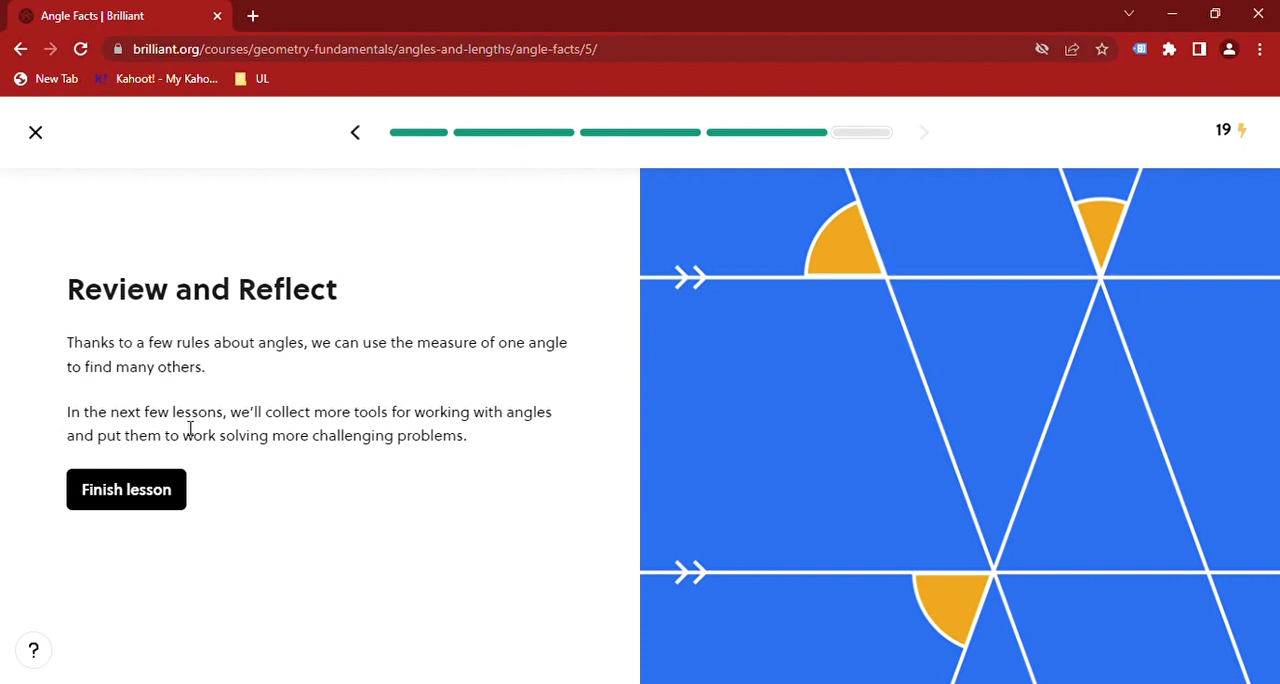 Angle Facts | Brilliant
brilliant.org/courses/geometry-fundamentals/angles-and-lengths/angle-facts/5/
New Tab
K! Kahoot! - My Kaho...
UL
19
Review and Reflect
Thanks to a few rules about angles, we can use the measure of one angle
to find many others.
In the next few lessons, we'll collect more tools for working with angles
and put them to work solving more challenging problems.
Finish lesson
?